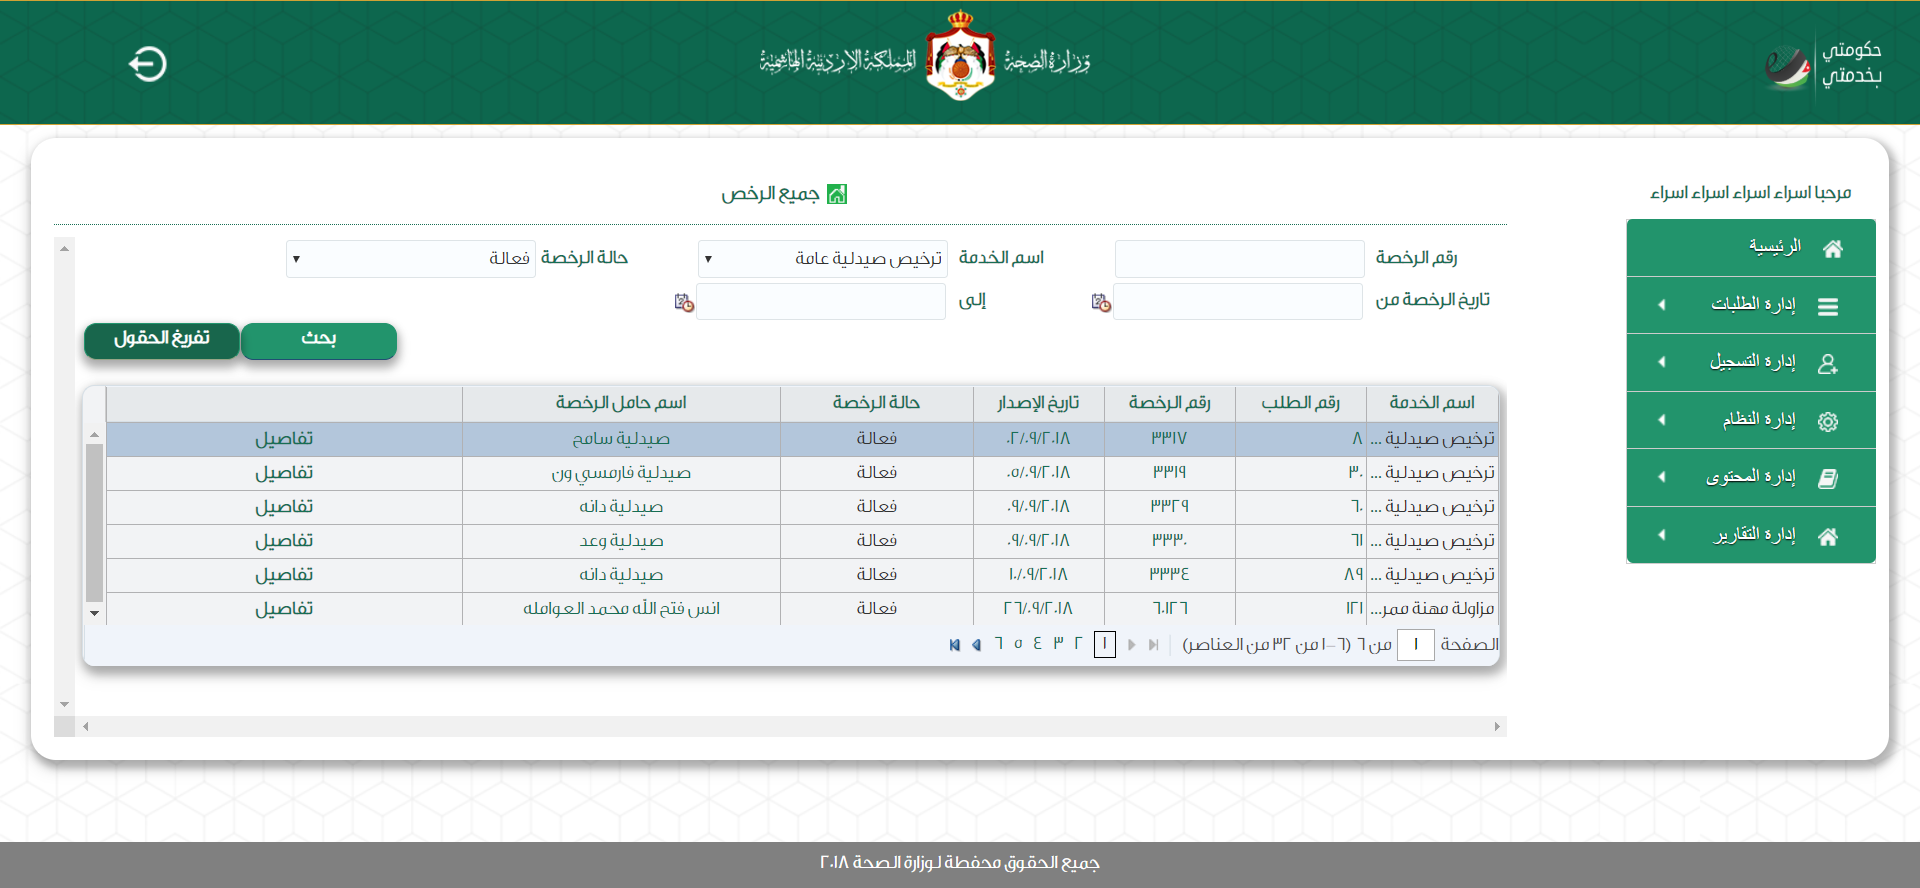 حكومتي
بخدمتي
وزارة الصحة
المملكة الاردنية الهاشمية
مرحبا اسراء اسراء اسراء اسراء
الرئيسية
إدارة الطلبات
إدارة التسجيل
إدارة النظام
إدارة المحتوى
إدارة التقارير
جميع الرخص
رقم الرخصة
اسم الخدمة ترخيص صيدلية عامة
حالة الرخصة فعالة
تاريخ الرخصة من
إلى
بحث
تفريغ الحقول
اسم الخدمة رقم الطلب رقم الرخصة تاريخ الإصدار حالة الرخصة اسم حامل الرخصة
ترخيص صيدلية ... ٨ ٣٣١٧ ٠٢/٠٩/٢٠١٨ فعالة صيدلية سامح تفاصيل
ترخيص صيدلية ... ٣٠ ٣٣١٩ ٠٥/٠٩/٢٠١٨ فعالة صيدلية فارمسي ون تفاصيل
ترخيص صيدلية ... ٦٠ ٣٣٢٩ ٠٩/٠٩/٢٠١٨ فعالة صيدلية دانه تفاصيل
ترخيص صيدلية ... ٦١ ٣٣٣٠ ٠٩/٠٩/٢٠١٨ فعالة صيدلية وعد تفاصيل
ترخيص صيدلية ... ٨٩ ٣٣٣٤ ١٠/٠٩/٢٠١٨ فعالة صيدلية دانه تفاصيل
مزاولة مهنة ممر... ١٢١ ٦٠١٢٦ ٢٦/٠٩/٢٠١٨ فعالة انس فتح الله محمد العوامله تفاصيل
الصفحة ١ من ٦ (٦-١ من ٣٢ من العناصر) ١ ٢ ٣ ٤ ٥ ٦
جميع الحقوق محفطة لوزارة الصحة ٢٠١٨